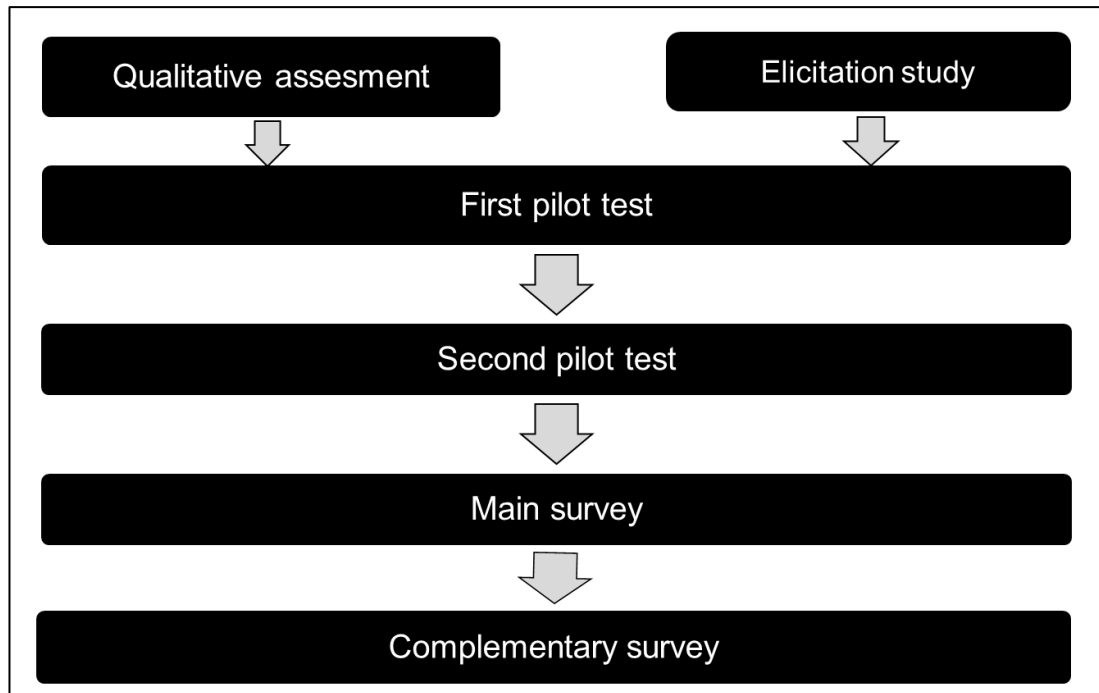 Qualitative assesment
Elicitation study
First pilot test
Second pilot test
Main survey
Complementary survey